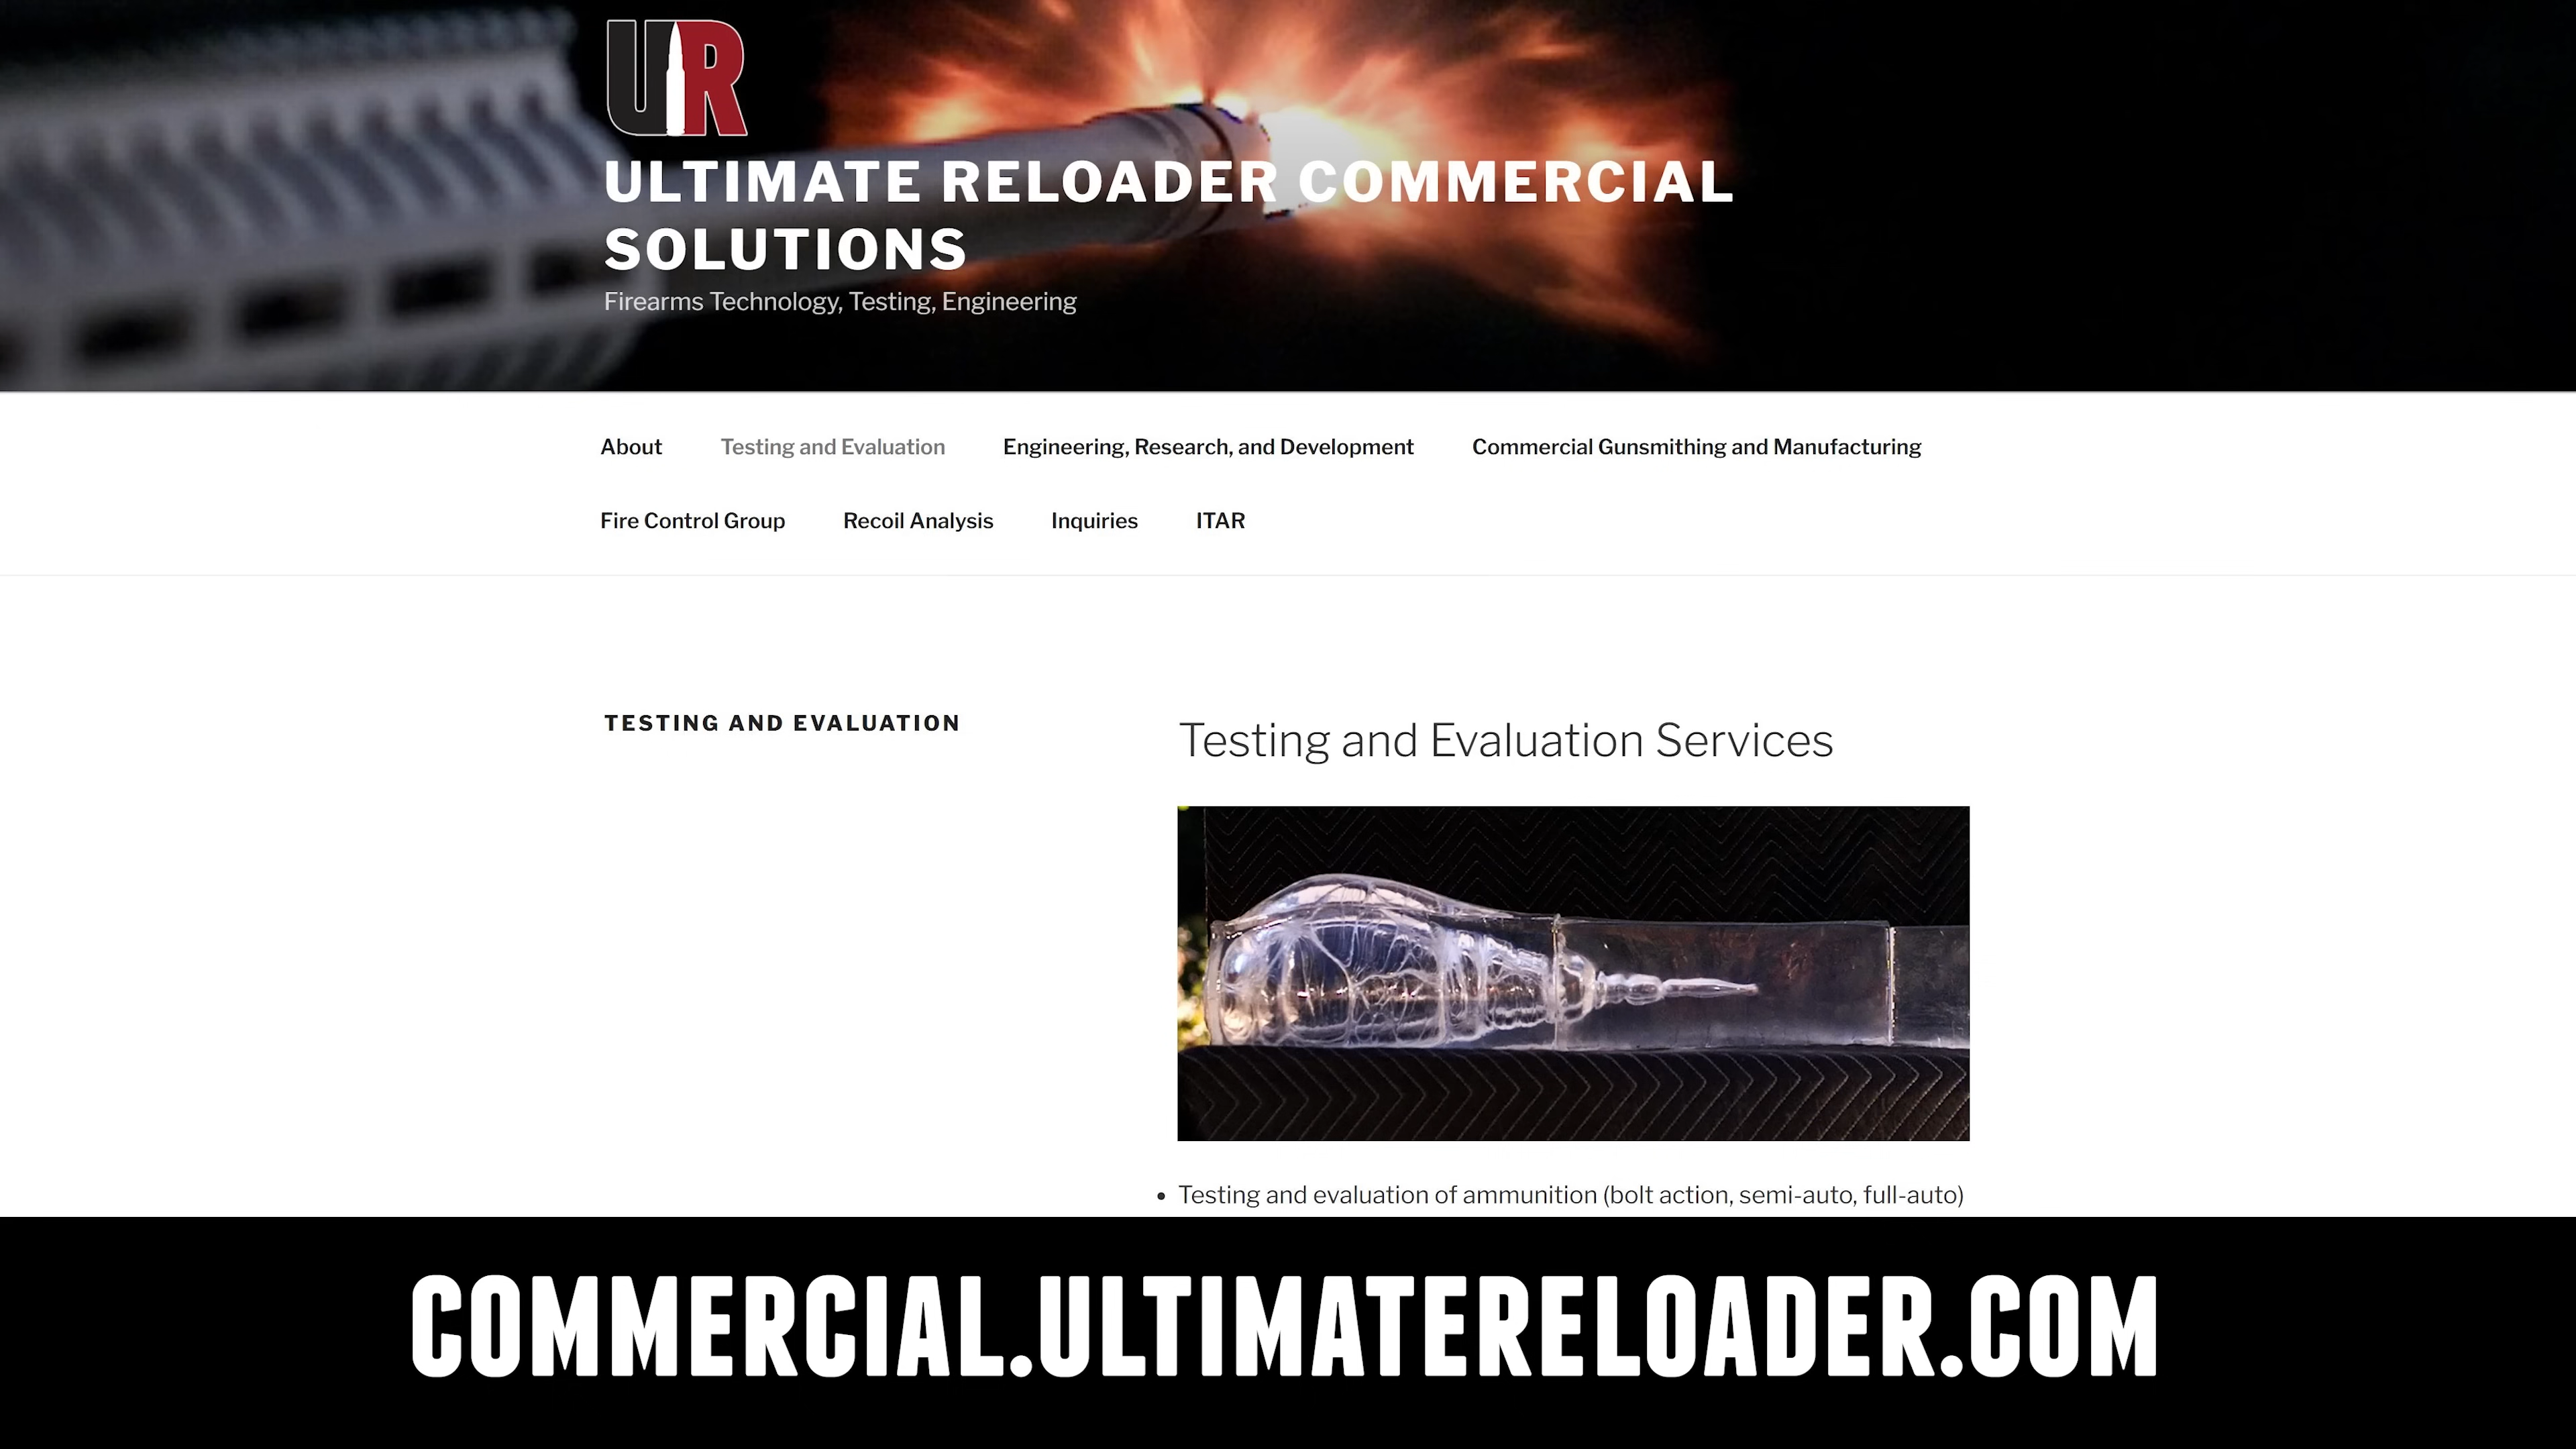 UR
ULTIMATE RELOADER COMMERCIAL
SOLUTIONS
Firearms Technology, Testing, Engineering
About Testing and Evaluation Engineering, Research, and Development Commercial Gunsmithing and Manufacturing
Fire Control Group Recoil Analysis Inquiries ITAR
TESTING AND EVALUATION
Testing and Evaluation Services
• Testing and evaluation of ammunition (bolt action, semi-auto, full-auto)
COMMERCIAL.ULTIMATERELOADER.COM